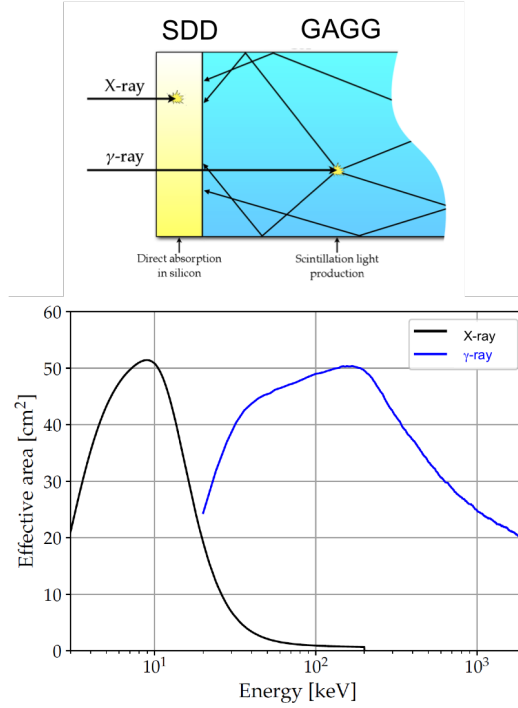 SDD GAGG
X-ray
γ-ray
Direct absorption
in silicon
Scintillation light
production
Effective area [cm²]
60
50
40
30
20
10
0
X-ray
γ-ray
10¹ 10² 10³
Energy [keV]